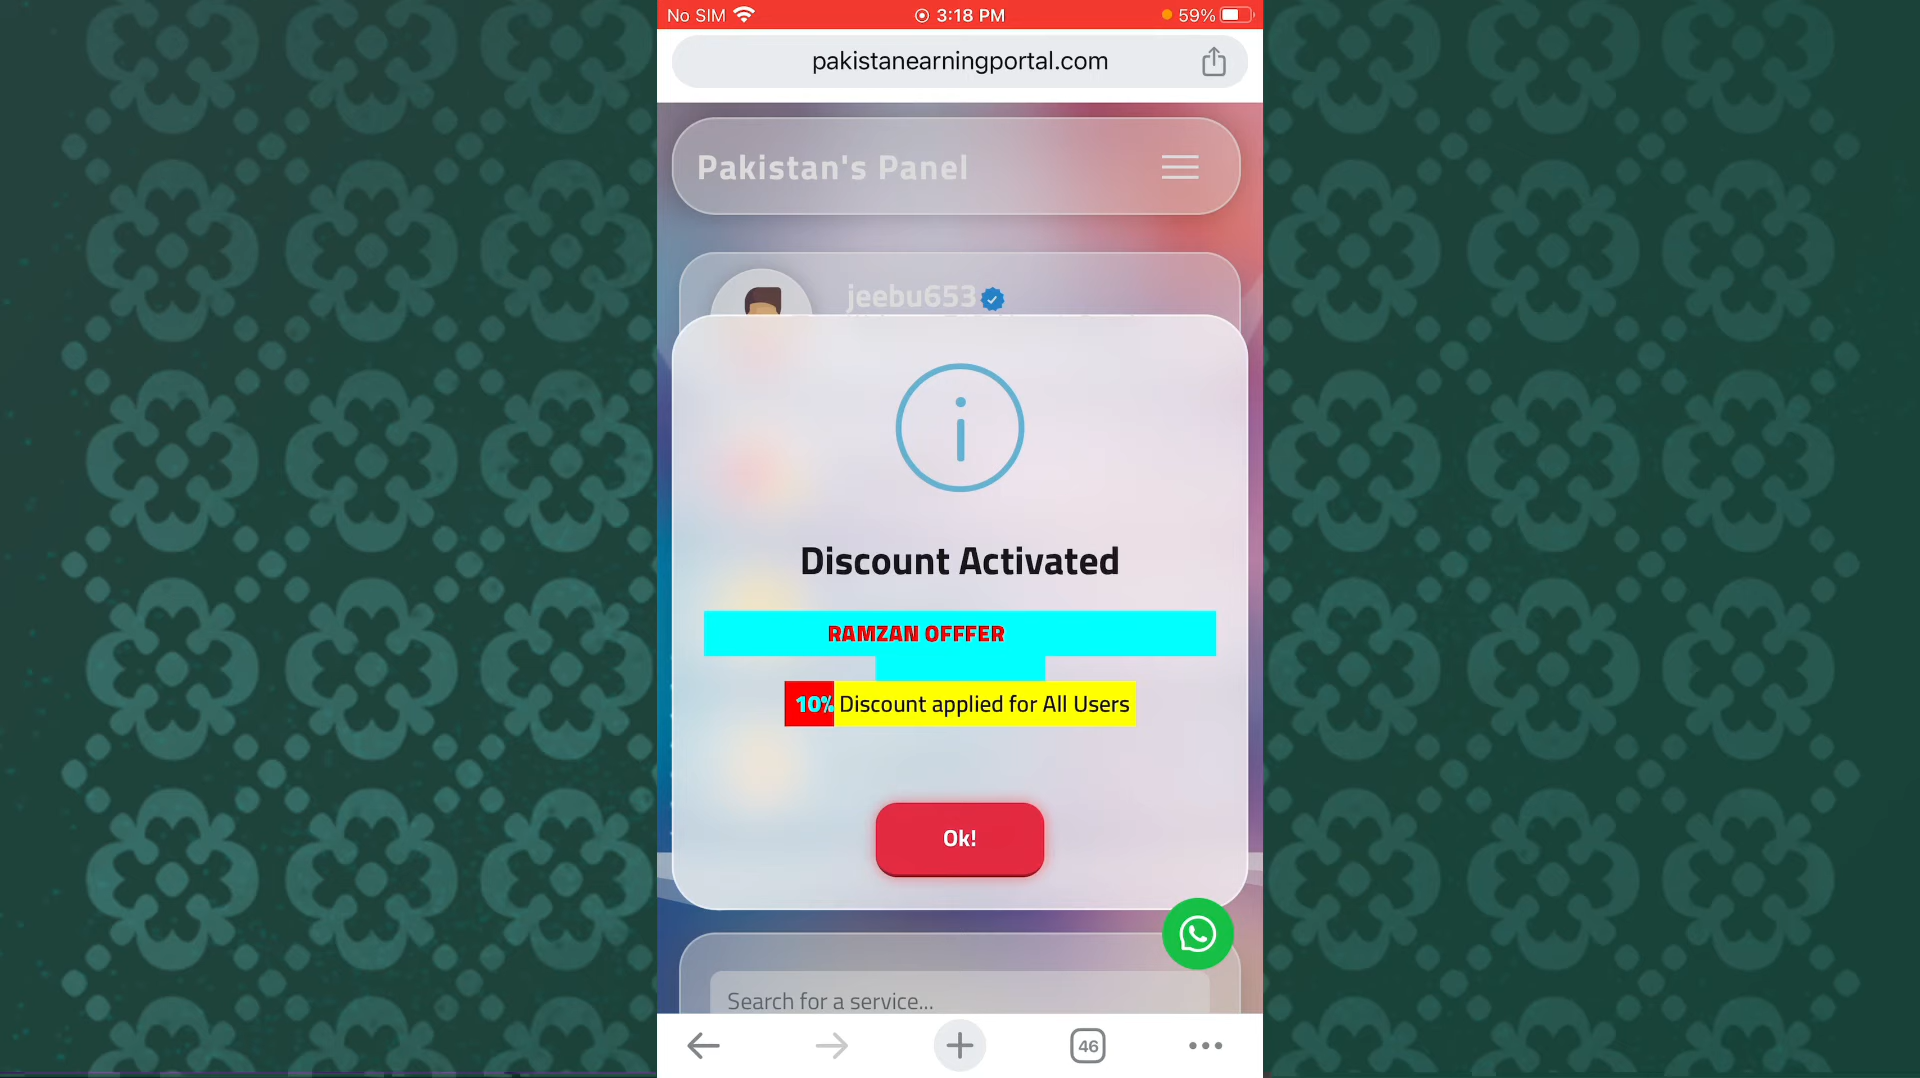 No SIM 3:18 PM 59%
pakistanearningportal.com
Pakistan's Panel
jeebu653
Discount Activated
RAMZAN OFFFER
10% Discount applied for All Users
Ok!
Search for a service...
46